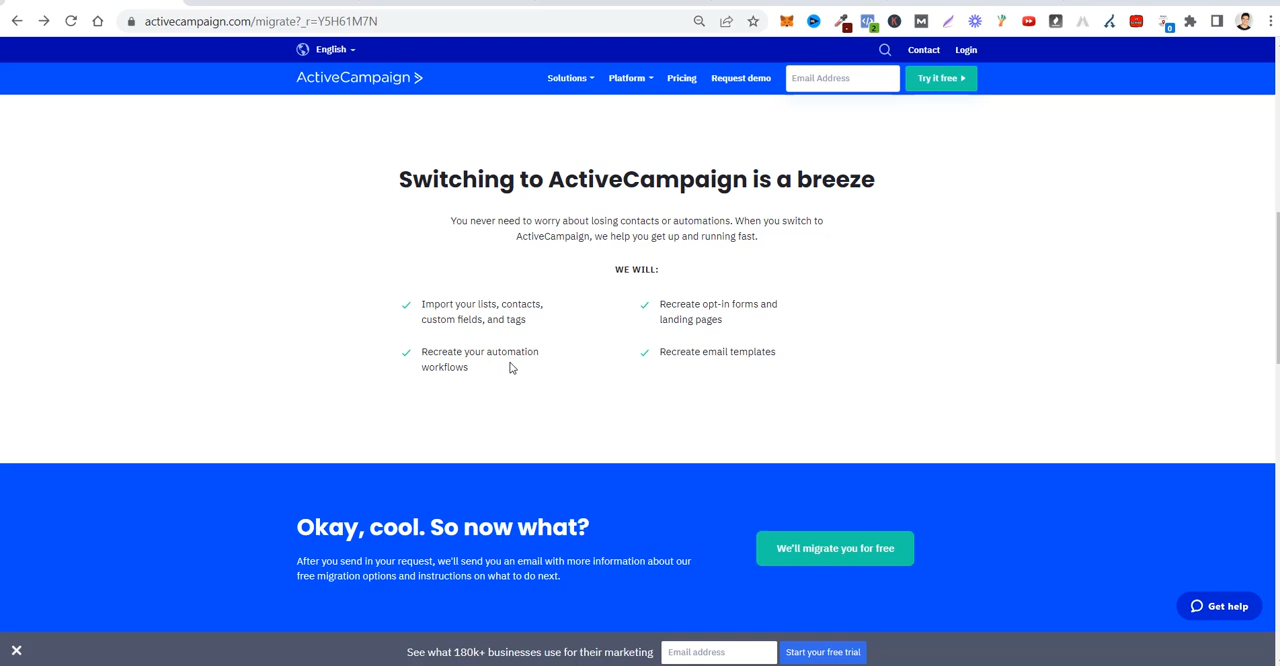 activecampaign.com/migrate?_r=Y5H61M7N
2
0
English
Contact
Login
ActiveCampaign >
Solutions
Platform
Pricing
Request demo
Email Address
Try it free
Switching to ActiveCampaign is a breeze
You never need to worry about losing contacts or automations. When you switch to
ActiveCampaign, we help you get up and running fast.
WE WILL:
Import your lists, contacts,
custom fields, and tags
Recreate opt-in forms and
landing pages
Recreate your automation
workflows
Recreate email templates
Okay, cool. So now what?
After you send in your request, we'll send you an email with more information about our
free migration options and instructions on what to do next.
We'll migrate you for free
Get help
See what 180k+ businesses use for their marketing
Email address
Start your free trial